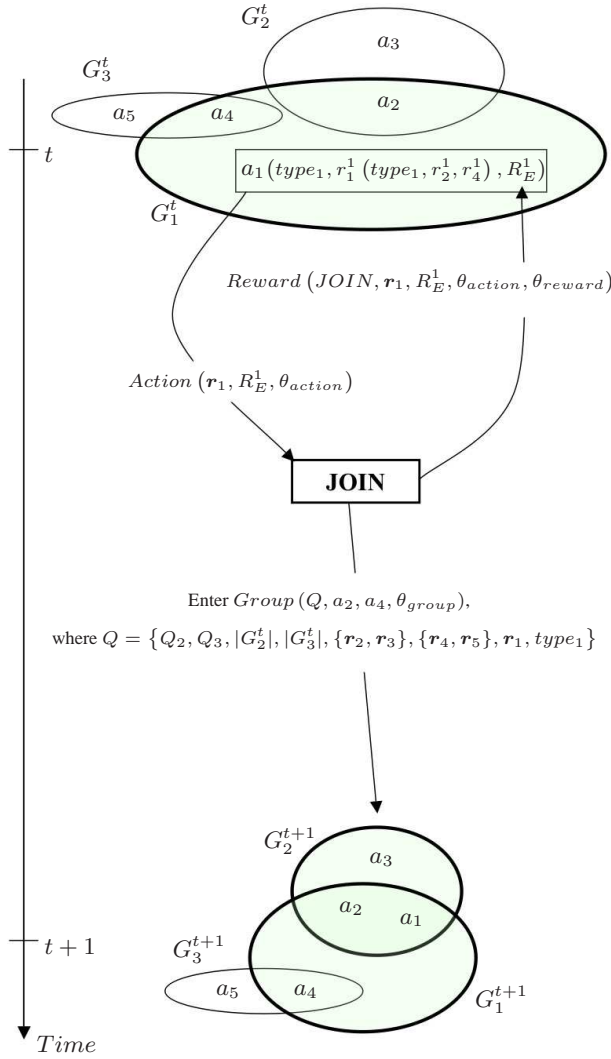 G_2^t
a_3
G_3^t
a_5 a_4 a_2
t
a_1(type_1, r_1^1 (type_1, r_2^1, r_4^1) , R_E^1)
G_1^t
Reward (JOIN, r_1, R_E^1, θ_action, θ_reward)
Action (r_1, R_E^1, θ_action)
JOIN
Enter Group (Q, a_2, a_4, θ_group),
where Q = {Q_2, Q_3, |G_2^t|, |G_3^t|, {r_2, r_3}, {r_4, r_5}, r_1, type_1}
G_2^{t+1}
a_3
a_2 a_1
t + 1
G_3^{t+1}
a_5 a_4
G_1^{t+1}
Time